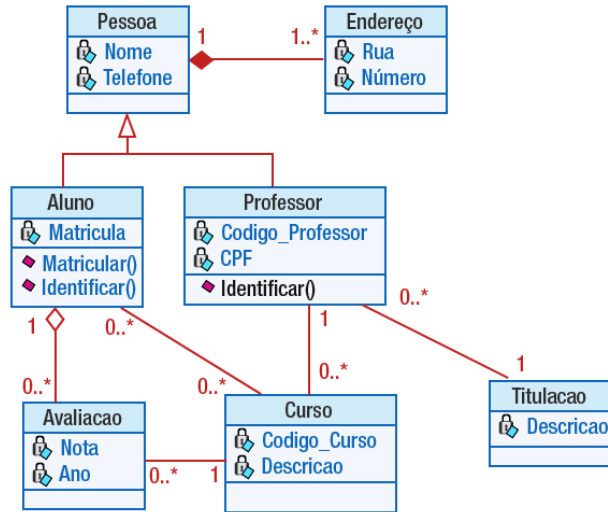 Pessoa
Nome
Telefone
1
1..*
Endereço
Rua
Número
Aluno
Matricula
Matricular()
Identificar()
Professor
Codigo_Professor
CPF
Identificar()
1
0..*
1
0..*
0..*
0..*
0..*
1
Avaliacao
Nota
Ano
0..*
1
Curso
Codigo_Curso
Descricao
Titulacao
Descricao